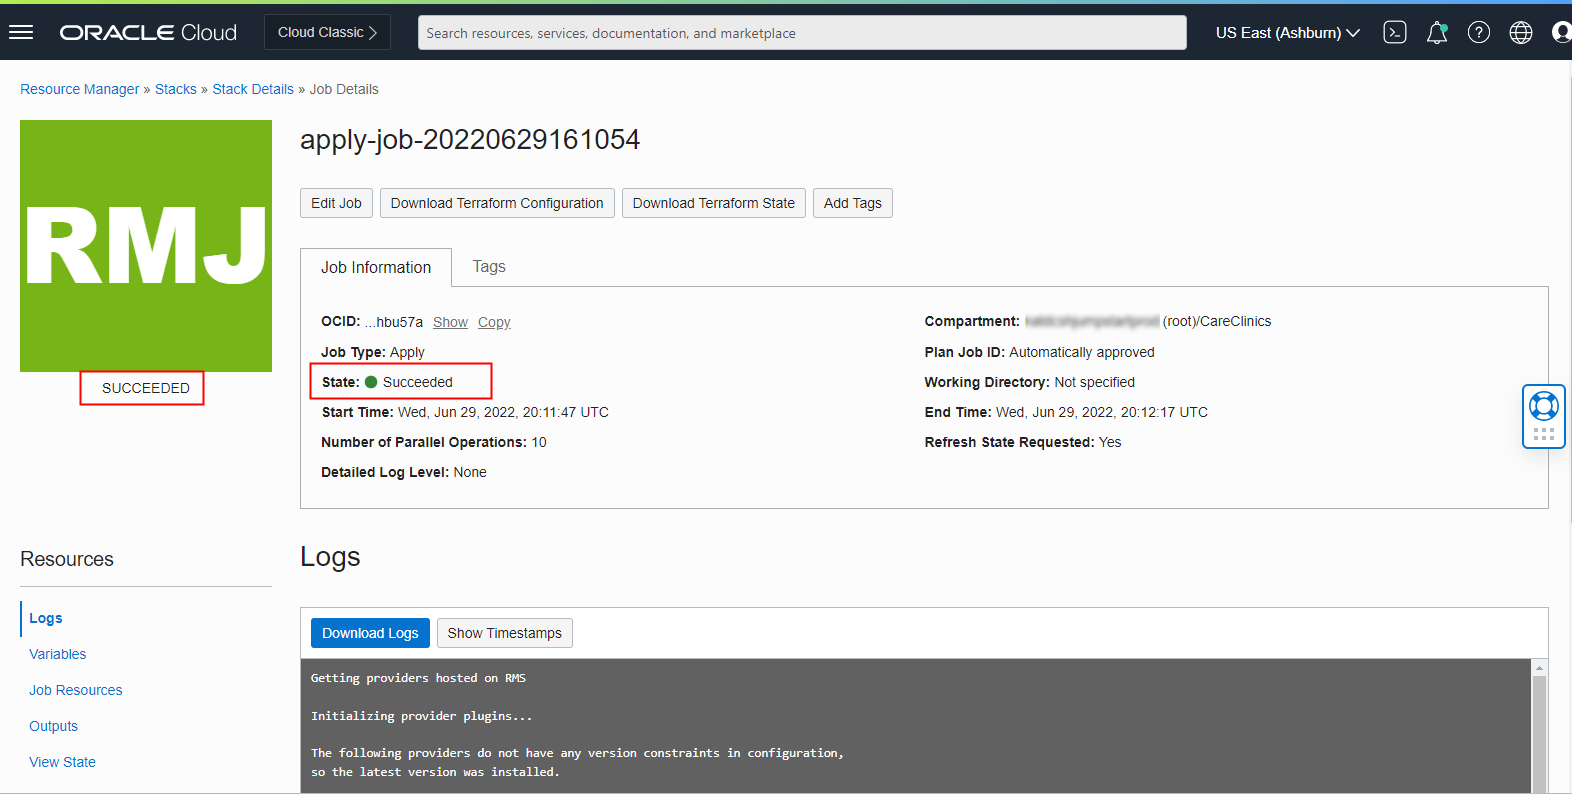 ORACLE Cloud
Cloud Classic
Search resources, services, documentation, and marketplace
US East (Ashburn)
Resource Manager » Stacks » Stack Details » Job Details
RMJ
SUCCEEDED
apply-job-20220629161054
Edit Job
Download Terraform Configuration
Download Terraform State
Add Tags
Job Information
Tags
OCID: ...hbu57a Show Copy
Job Type: Apply
State: Succeeded
Start Time: Wed, Jun 29, 2022, 20:11:47 UTC
Number of Parallel Operations: 10
Detailed Log Level: None
Compartment: (root)/CareClinics
Plan Job ID: Automatically approved
Working Directory: Not specified
End Time: Wed, Jun 29, 2022, 20:12:17 UTC
Refresh State Requested: Yes
Resources
Logs
Variables
Job Resources
Outputs
View State
Logs
Download Logs
Show Timestamps
Getting providers hosted on RMS
Initializing provider plugins...
The following providers do not have any version constraints in configuration,
so the latest version was installed.